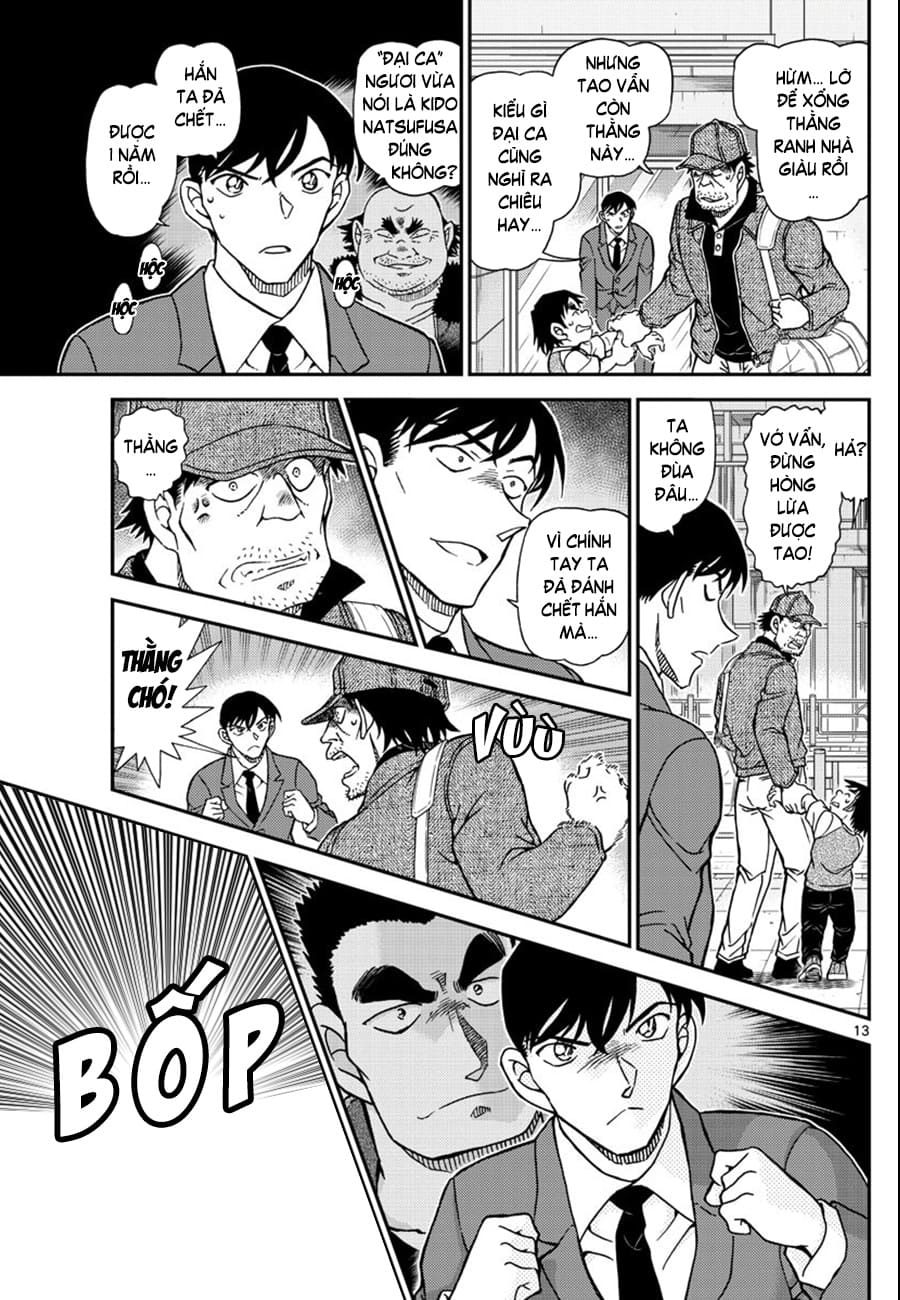 HỪM... LỜ
ĐỂ XỔNG
THẰNG
RANH NHÀ
GIÀU RỒI
...
NHƯNG
TAO VẪN
CÒN
THẰNG
NÀY...
KIỂU GÌ
ĐẠI CA
CŨNG
NGHĨ RA
CHIÊU
HAY
"ĐẠI CA"
NGƯƠI VỪA
NÓI LÀ KIDO
NATSUFUSA
ĐÚNG
KHÔNG?
HẮN
TA ĐÃ
CHẾT...
ĐƯỢC
1 NĂM
RỒI...
HỘC
HỘC
HỘC
HẢ?
VỚ VẨN,
ĐỪNG
HÒNG
LỪA
ĐƯỢC
TAO!
TA
KHÔNG
ĐÙA
ĐÂU...
VÌ CHÍNH
TAY TA
ĐÃ ĐÁNH
CHẾT HẮN
MÀ...
THẰNG
...
THẰNG
CHÓ!
VÙÙ
BỐP
13